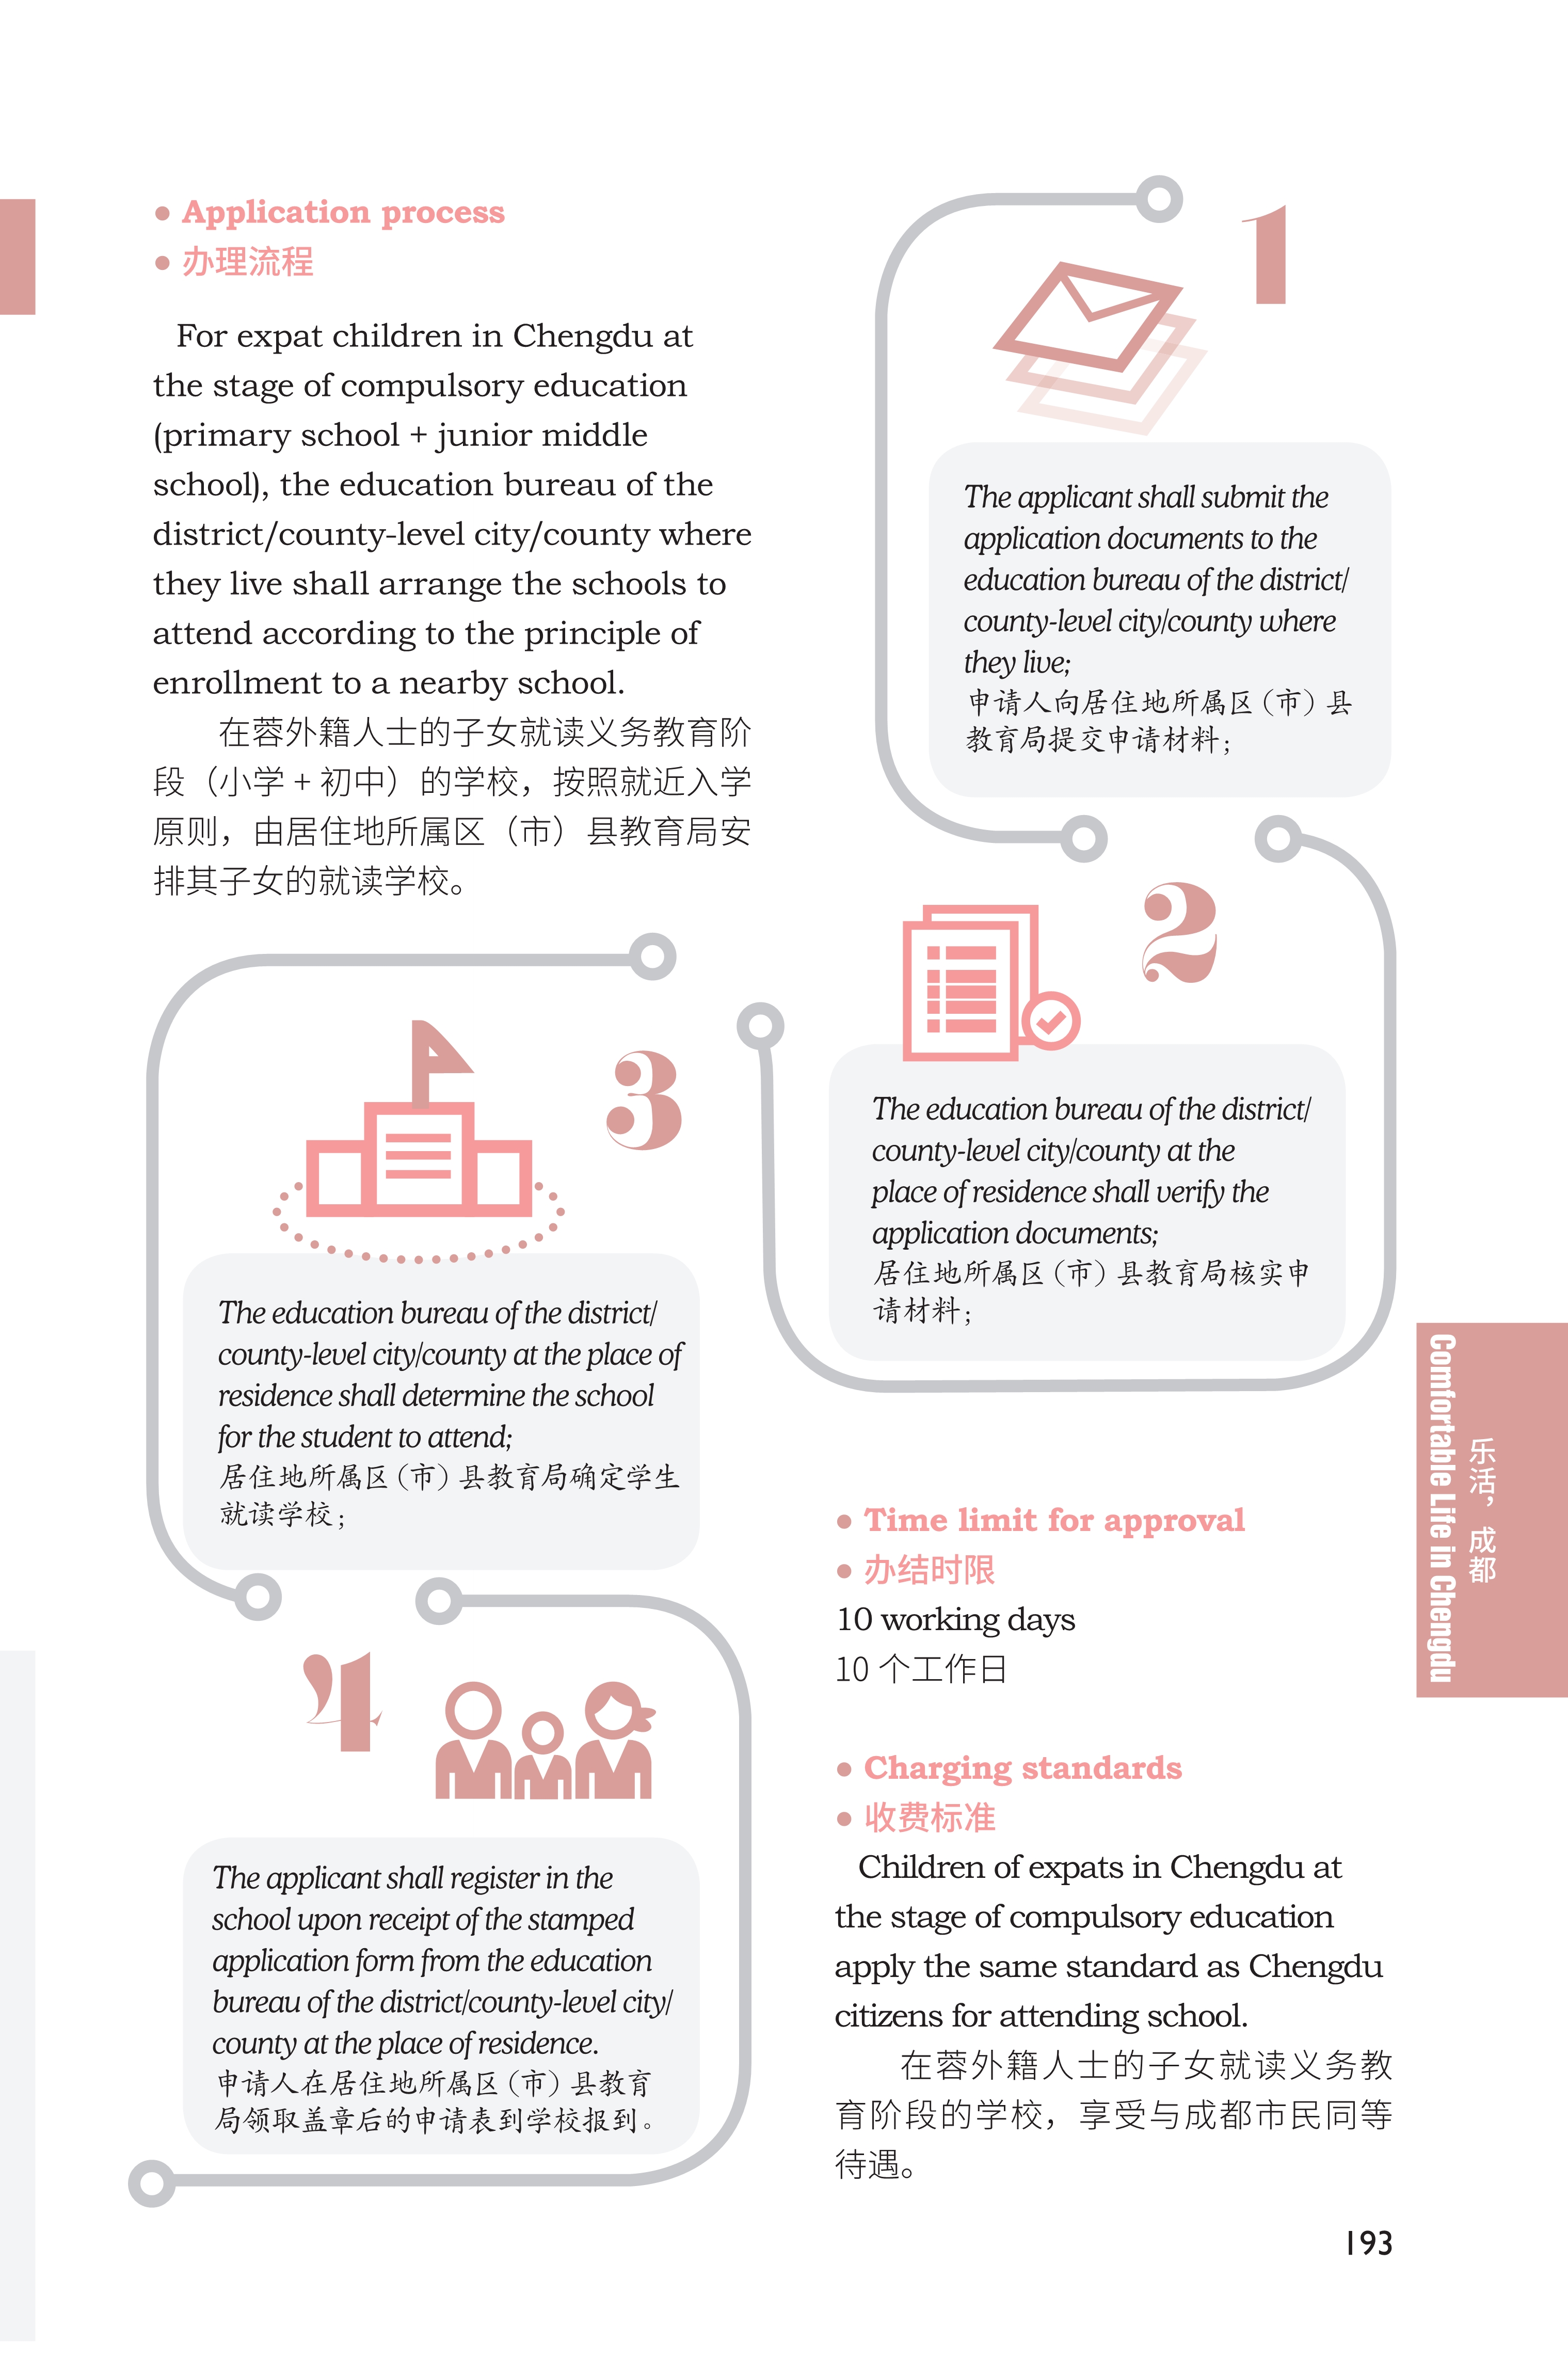 ● Application process
● 办理流程
For expat children in Chengdu at
the stage of compulsory education
(primary school + junior middle
school), the education bureau of the
district/county-level city/county where
they live shall arrange the schools to
attend according to the principle of
enrollment to a nearby school.
在蓉外籍人士的子女就读义务教育阶
段（小学 + 初中）的学校，按照就近入学
原则，由居住地所属区（市）县教育局安
排其子女的就读学校。
1
The applicant shall submit the
application documents to the
education bureau of the district/
county-level city/county where
they live;
申请人向居住地所属区（市）县
教育局提交申请材料；
2
The education bureau of the district/
county-level city/county at the
place of residence shall verify the
application documents;
居住地所属区（市）县教育局核实申
请材料；
3
The education bureau of the district/
county-level city/county at the place of
residence shall determine the school
for the student to attend;
居住地所属区（市）县教育局确定学生
就读学校；
4
The applicant shall register in the
school upon receipt of the stamped
application form from the education
bureau of the district/county-level city/
county at the place of residence.
申请人在居住地所属区（市）县教育
局领取盖章后的申请表到学校报到。
● Time limit for approval
● 办结时限
10 working days
10 个工作日
● Charging standards
● 收费标准
Children of expats in Chengdu at
the stage of compulsory education
apply the same standard as Chengdu
citizens for attending school.
在蓉外籍人士的子女就读义务教
育阶段的学校，享受与成都市民同等
待遇。
乐活，成都
Comfortable Life in Chengdu
193